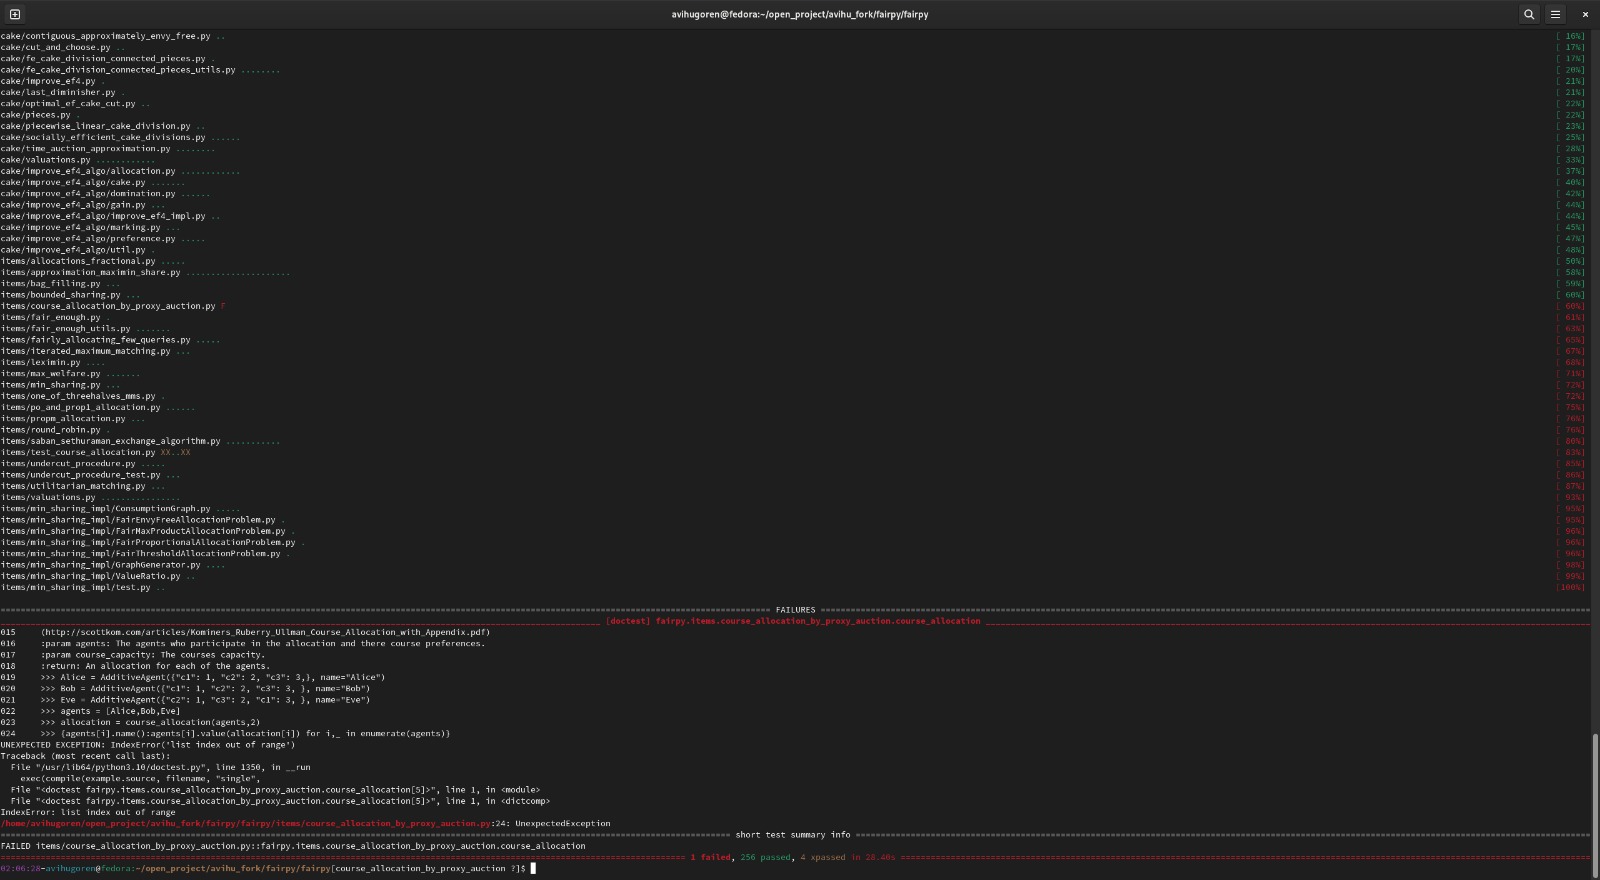 avihugoren@fedora:~/open_project/avihu_fork/fairpy/fairpy
cake/contiguous_approximately_envy_free.py .. [ 16%]
cake/cut_and_choose.py .. [ 17%]
cake/fe_cake_division_connected_pieces.py . [ 17%]
cake/fe_cake_division_connected_pieces_utils.py ........ [ 20%]
cake/improve_ef4.py . [ 21%]
cake/last_diminisher.py . [ 21%]
cake/optimal_ef_cake_cut.py .. [ 22%]
cake/pieces.py . [ 22%]
cake/piecewise_linear_cake_division.py .. [ 23%]
cake/socially_efficient_cake_divisions.py ...... [ 25%]
cake/time_auction_approximation.py ........ [ 28%]
cake/valuations.py ............ [ 33%]
cake/improve_ef4_algo/allocation.py ............ [ 37%]
cake/improve_ef4_algo/cake.py ....... [ 40%]
cake/improve_ef4_algo/domination.py ...... [ 42%]
cake/improve_ef4_algo/gain.py ... [ 44%]
cake/improve_ef4_algo/improve_ef4_impl.py .. [ 44%]
cake/improve_ef4_algo/marking.py ... [ 45%]
cake/improve_ef4_algo/preference.py ..... [ 47%]
cake/improve_ef4_algo/util.py . [ 48%]
items/allocations_fractional.py ..... [ 50%]
items/approximation_maximin_share.py ..................... [ 58%]
items/bag_filling.py ... [ 59%]
items/bounded_sharing.py ... [ 60%]
items/course_allocation_by_proxy_auction.py F [ 60%]
items/fair_enough.py . [ 61%]
items/fair_enough_utils.py ....... [ 63%]
items/fairly_allocating_few_queries.py ..... [ 65%]
items/iterated_maximum_matching.py ... [ 67%]
items/leximin.py .... [ 68%]
items/max_welfare.py ....... [ 71%]
items/min_sharing.py ... [ 72%]
items/one_of_threehalves_mms.py . [ 72%]
items/po_and_prop1_allocation.py ...... [ 75%]
items/propm_allocation.py ... [ 76%]
items/round_robin.py . [ 76%]
items/saban_sethuraman_exchange_algorithm.py ........... [ 80%]
items/test_course_allocation.py XX..XX [ 83%]
items/undercut_procedure.py ..... [ 85%]
items/undercut_procedure_test.py ... [ 86%]
items/utilitarian_matching.py ... [ 87%]
items/valuations.py ................ [ 93%]
items/min_sharing_impl/ConsumptionGraph.py ..... [ 95%]
items/min_sharing_impl/FairEnvyFreeAllocationProblem.py . [ 95%]
items/min_sharing_impl/FairMaxProductAllocationProblem.py . [ 96%]
items/min_sharing_impl/FairProportionalAllocationProblem.py . [ 96%]
items/min_sharing_impl/FairThresholdAllocationProblem.py . [ 96%]
items/min_sharing_impl/GraphGenerator.py .... [ 98%]
items/min_sharing_impl/ValueRatio.py .. [ 99%]
items/min_sharing_impl/test.py .. [100%]
FAILURES
[doctest] fairpy.items.course_allocation_by_proxy_auction.course_allocation
015 (http://scottkom.com/articles/Kominers_Ruberry_Ullman_Course_Allocation_with_Appendix.pdf)
016 :param agents: The agents who participate in the allocation and there course preferences.
017 :param course_capacity: The courses capacity.
018 :return: An allocation for each of the agents.
019 >>> Alice = AdditiveAgent({"c1": 1, "c2": 2, "c3": 3,}, name="Alice")
020 >>> Bob = AdditiveAgent({"c1": 1, "c2": 2, "c3": 3, }, name="Bob")
021 >>> Eve = AdditiveAgent({"c2": 1, "c3": 2, "c1": 3, }, name="Eve")
022 >>> agents = [Alice,Bob,Eve]
023 >>> allocation = course_allocation(agents,2)
024 >>> {agents[i].name():agents[i].value(allocation[i]) for i,_ in enumerate(agents)}
UNEXPECTED EXCEPTION: IndexError('list index out of range')
Traceback (most recent call last):
File "/usr/lib64/python3.10/doctest.py", line 1350, in __run
exec(compile(example.source, filename, "single",
File "<doctest fairpy.items.course_allocation_by_proxy_auction.course_allocation[5]>", line 1, in <module>
File "<doctest fairpy.items.course_allocation_by_proxy_auction.course_allocation[5]>", line 1, in <dictcomp>
IndexError: list index out of range
/home/avihugoren/open_project/avihu_fork/fairpy/fairpy/items/course_allocation_by_proxy_auction.py:24: UnexpectedException
short test summary info
FAILED items/course_allocation_by_proxy_auction.py::fairpy.items.course_allocation_by_proxy_auction.course_allocation
1 failed, 256 passed, 4 xpassed in 28.40s
02:06:28-avihugoren@fedora:~/open_project/avihu_fork/fairpy/fairpy[course_allocation_by_proxy_auction ?]$